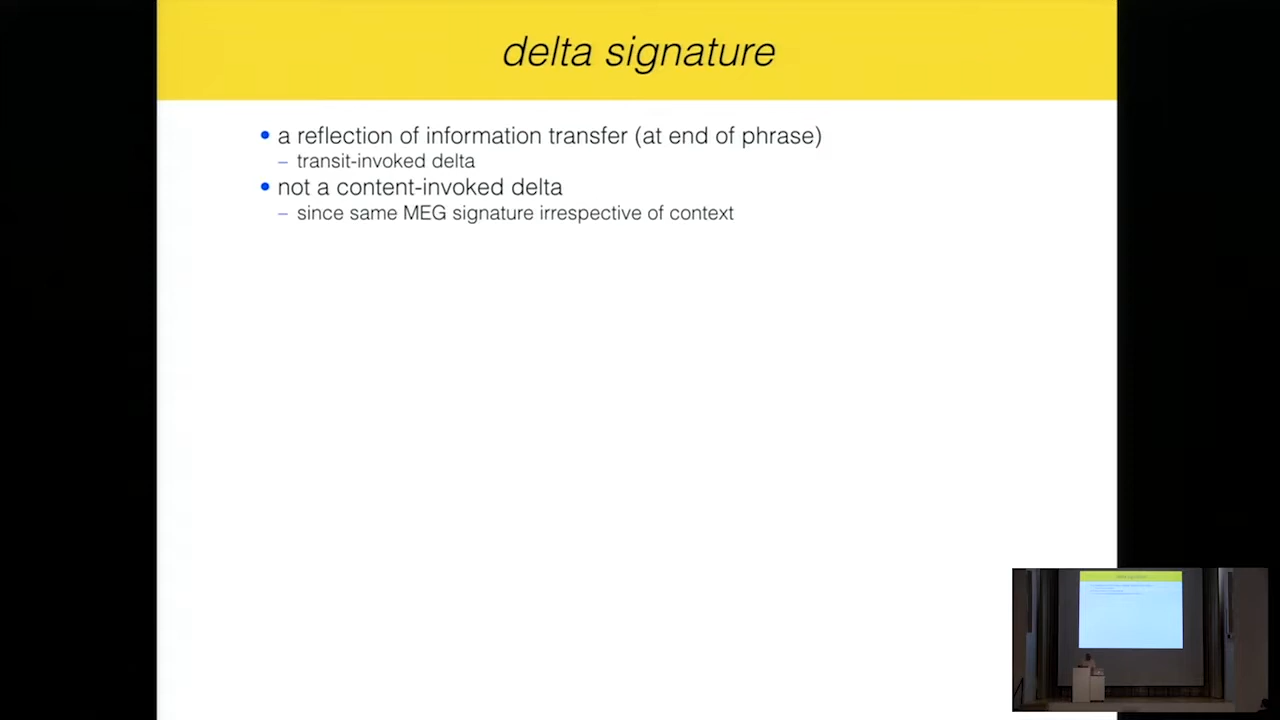 delta signature
• a reflection of information transfer (at end of phrase)
– transit-invoked delta
• not a content-invoked delta
– since same MEG signature irrespective of context